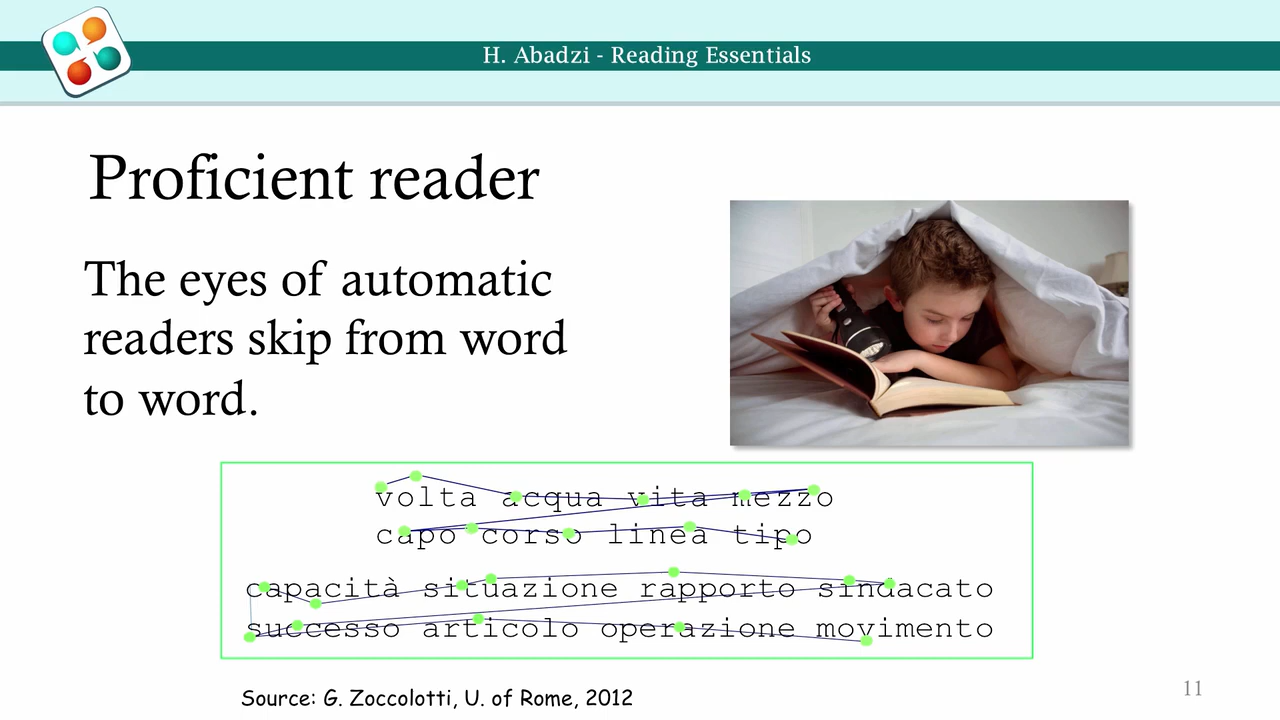 H. Abadzi - Reading Essentials
Proficient reader
The eyes of automatic
readers skip from word
to word.
volta acqua vita mezzo
capo corso linea tipo
capacità situazione rapporto sindacato
successo articolo operazione movimento
Source: G. Zoccolotti, U. of Rome, 2012
11